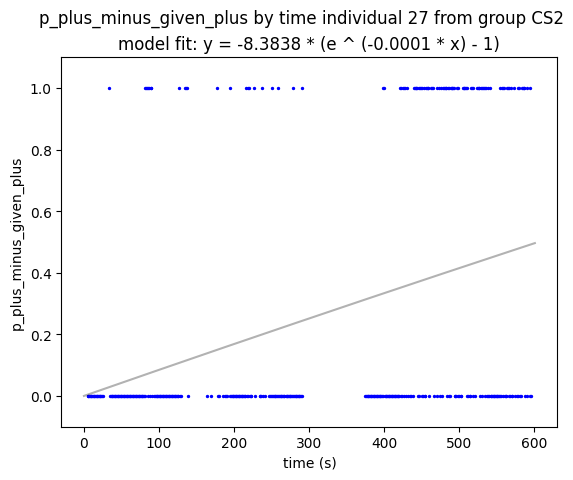 p_plus_minus_given_plus by time individual 27 from group CS2
model fit: y = -8.3838 * (e ^ (-0.0001 * x) - 1)
1.0
0.8
0.6
0.4
0.2
0.0
p_plus_minus_given_plus
0 100 200 300 400 500 600
time (s)